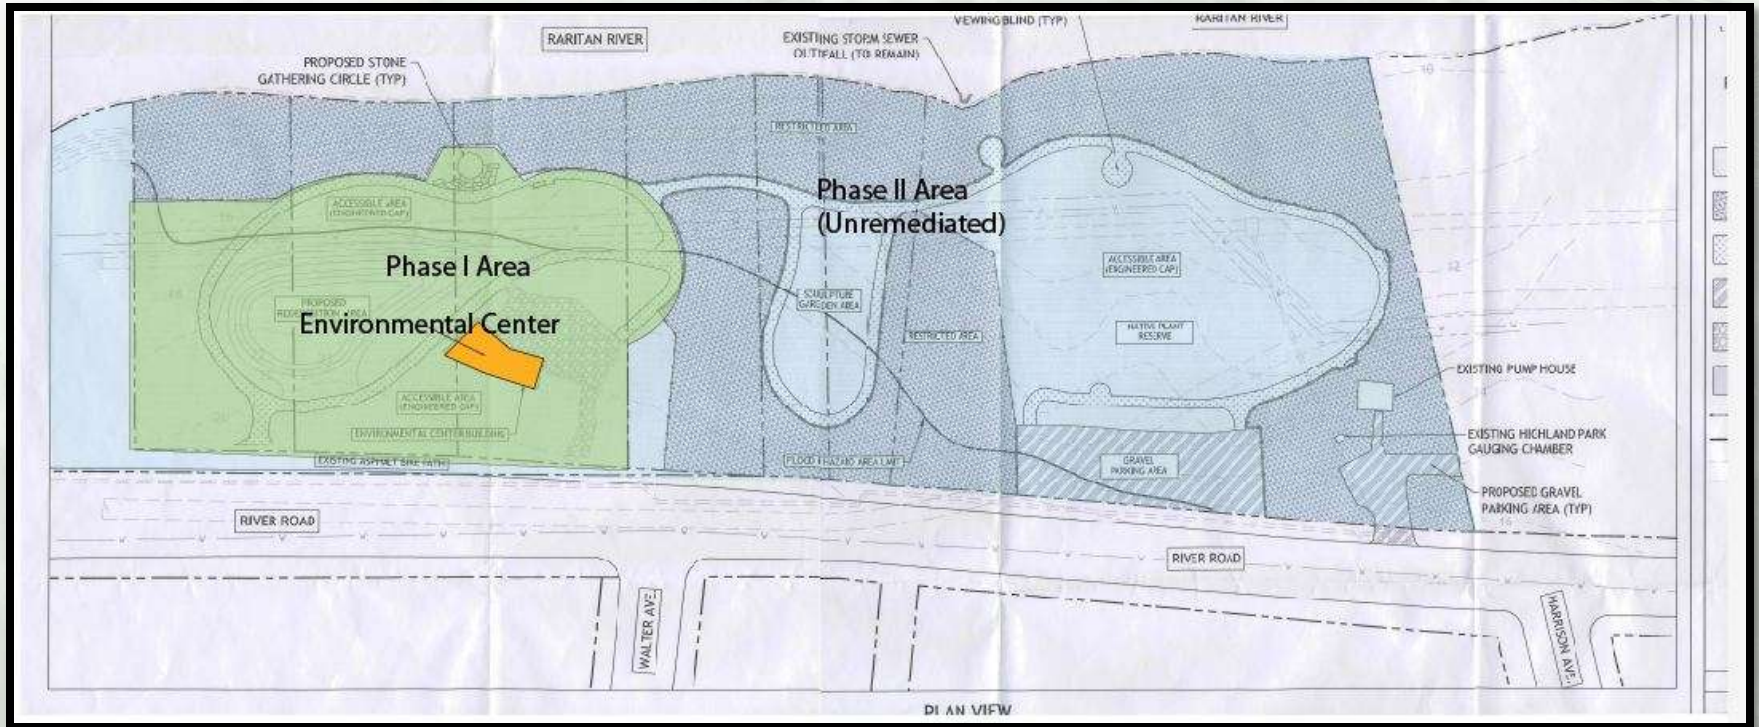 RARITAN RIVER
VIEWING BLIND (TYP)
RARITAN RIVER
EXISTING STORM SEWER
OUTFALL (TO REMAIN)
PROPOSED STONE
GATHERING CIRCLE (TYP)
RESTRICTED AREA
ACCESSIBLE AREA
(ENGINEERED CAP)
Phase II Area
(Unremediated)
Phase I Area
ACCESSIBLE AREA
(ENGINEERED CAP)
SCULPTURE
GARDEN AREA
PROPOSED
Environmental Center
RESTRICTED AREA
NATIVE PLANT
RESERVE
EXISTING PUMP HOUSE
ACCESSIBLE AREA
(ENGINEERED CAP)
ENVIRONMENTAL CENTER BUILDING
EXISTING ASPHALT BIKE PATH
FLOOD HAZARD AREA LIMIT
GRAVEL
PARKING AREA
EXISTING HIGHLAND PARK
GAUGING CHAMBER
PROPOSED GRAVEL
PARKING AREA (TYP)
RIVER ROAD
RIVER ROAD
WALTER AVE.
HARRISON AVE.
PLAN VIEW